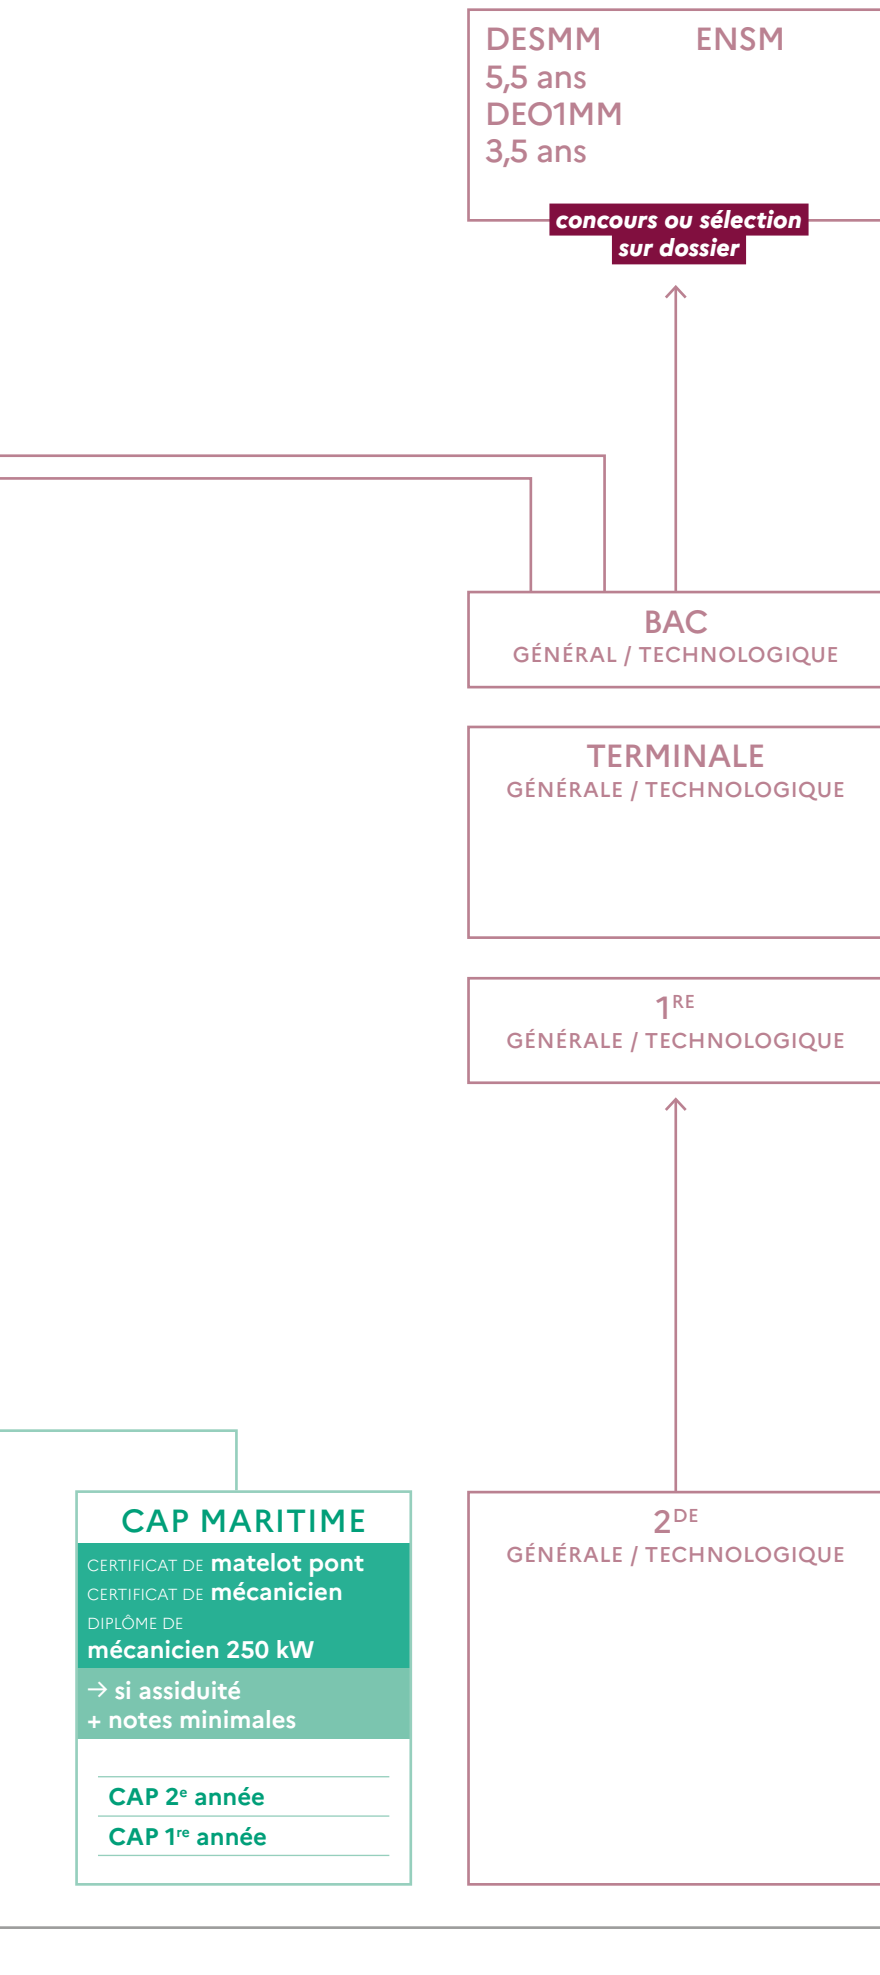 DESMM ENSM
5,5 ans
DEO1MM
3,5 ans
concours ou sélection
sur dossier
BAC
GÉNÉRAL / TECHNOLOGIQUE
TERMINALE
GÉNÉRALE / TECHNOLOGIQUE
1RE
GÉNÉRALE / TECHNOLOGIQUE
CAP MARITIME
CERTIFICAT DE matelot pont
CERTIFICAT DE mécanicien
DIPLÔME DE
mécanicien 250 kW
→ si assiduité
+ notes minimales
CAP 2e année
CAP 1re année
2DE
GÉNÉRALE / TECHNOLOGIQUE